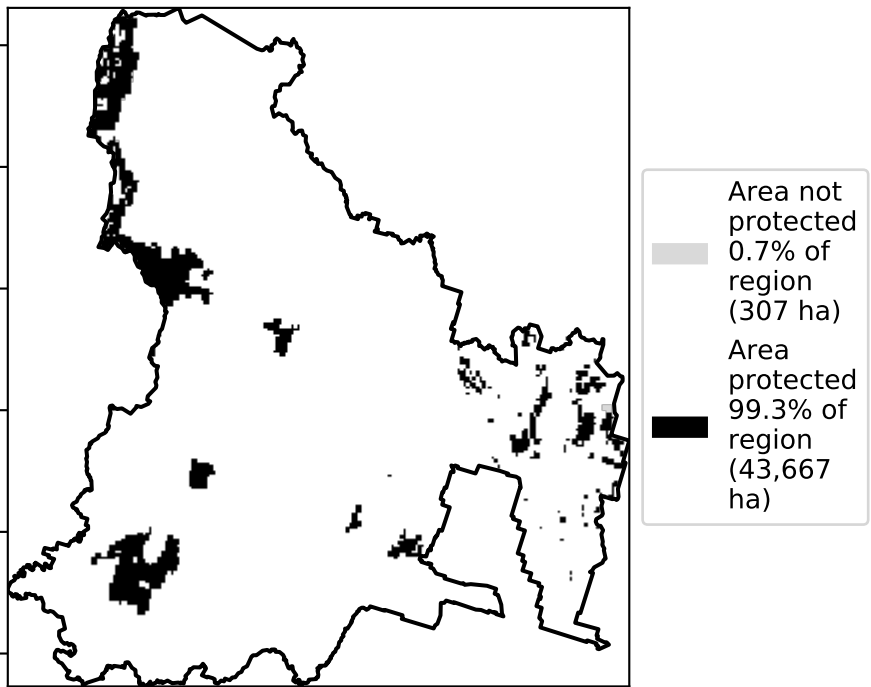 Area not
protected
0.7% of
region
(307 ha)
Area
protected
99.3% of
region
(43,667
ha)